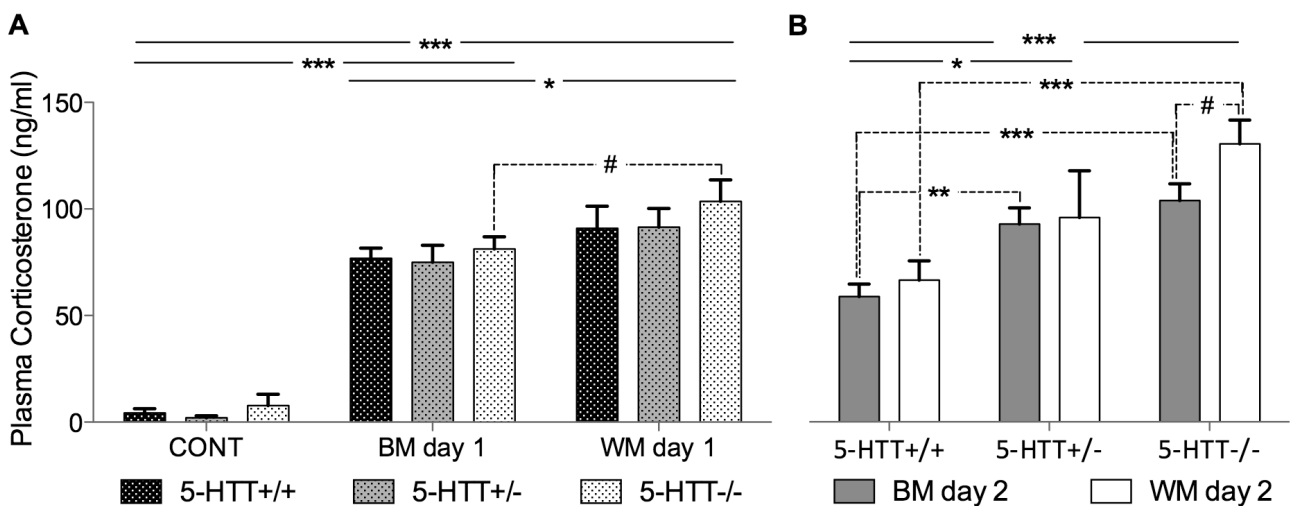 A
***
***
*
Plasma Corticosterone (ng/ml)
150
100
50
0
#
CONT
BM day 1
WM day 1
5-HTT+/+
5-HTT+/-
5-HTT-/-
B
***
*
***
#
***
**
5-HTT+/+
5-HTT+/-
5-HTT-/-
BM day 2
WM day 2